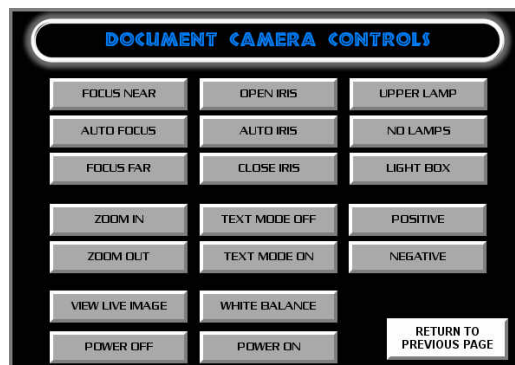 DOCUMENT CAMERA CONTROLS
FOCUS NEAR
OPEN IRIS
UPPER LAMP
AUTO FOCUS
AUTO IRIS
NO LAMPS
FOCUS FAR
CLOSE IRIS
LIGHT BOX
ZOOM IN
TEXT MODE OFF
POSITIVE
ZOOM OUT
TEXT MODE ON
NEGATIVE
VIEW LIVE IMAGE
WHITE BALANCE
POWER OFF
POWER ON
RETURN TO
PREVIOUS PAGE